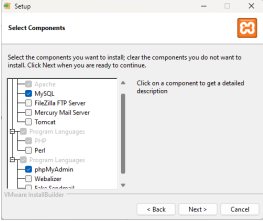 Setup
Select Components
Select the components you want to install; clear the components you do not want to
install. Click Next when you are ready to continue.
Apache
MySQL
FileZilla FTP Server
Mercury Mail Server
Tomcat
Program Languages
PHP
Perl
Program Languages
phpMyAdmin
Webalizer
Fake Sendmail
Click on a component to get a detailed
description
VMware InstallBuilder
< Back
Next >
Cancel